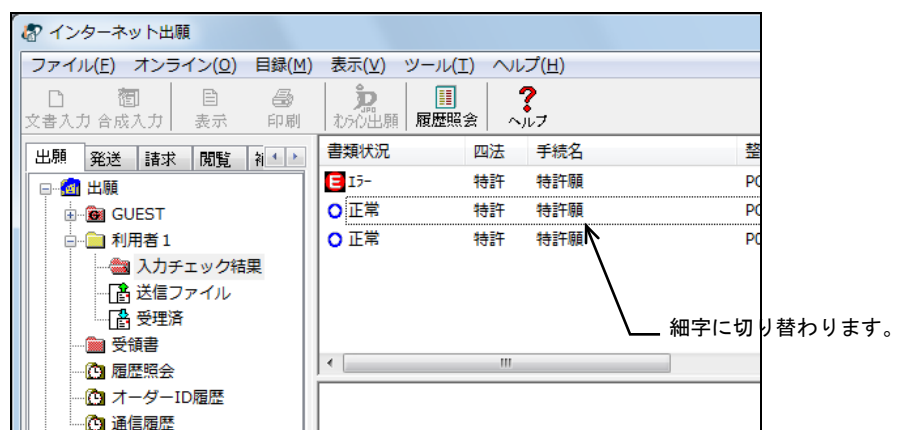 インターネット出願
ファイル(F) オンライン(O) 目録(M) 表示(V) ツール(T) ヘルプ(H)
文書入力 合成入力 表示 印刷 オンライン出願 履歴照会 ヘルプ
出願 発送 請求 閲覧
書類状況 四法 手続名
出願
GUEST
利用者1
入力チェック結果
送信ファイル
受理済
受領書
履歴照会
オーダーID履歴
通信履歴
E エラー 特許 特許願
正常 特許 特許願
正常 特許 特許願
細字に切り替わります。